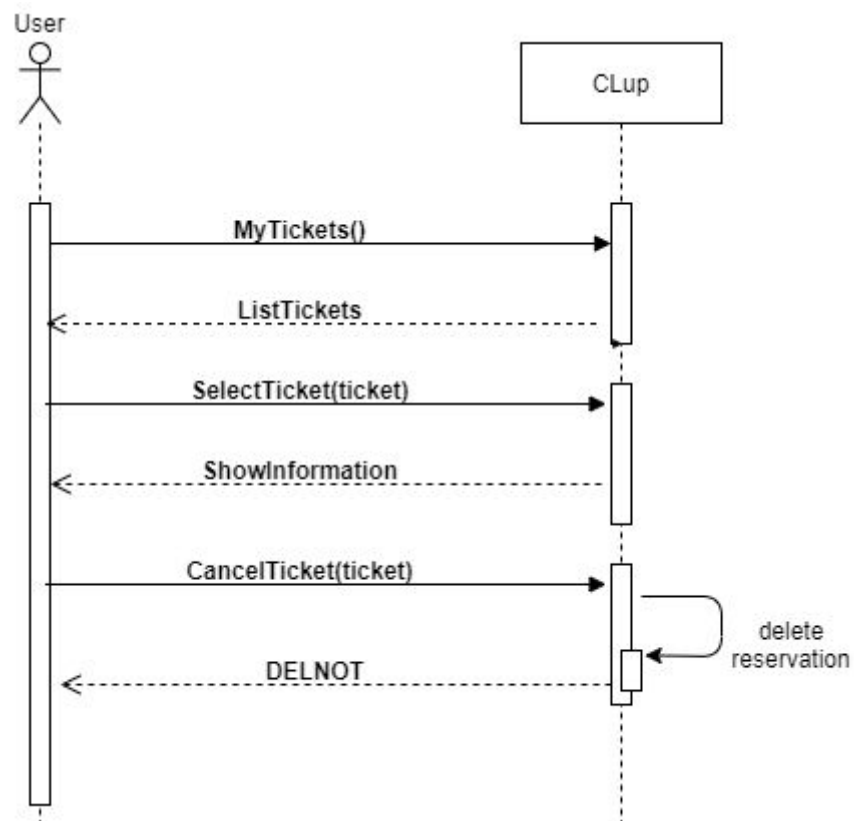 User
CLup
MyTickets()
ListTickets
SelectTicket(ticket)
ShowInformation
CancelTicket(ticket)
delete
reservation
DELNOT